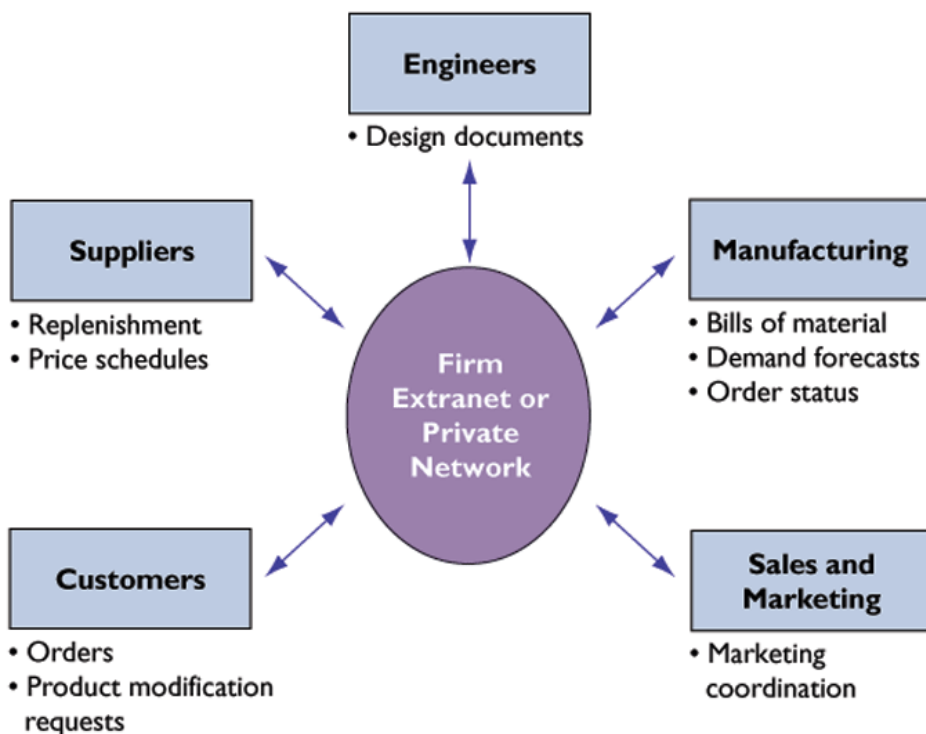 Engineers
• Design documents
Suppliers
• Replenishment
• Price schedules
Manufacturing
• Bills of material
• Demand forecasts
• Order status
Firm
Extranet or
Private
Network
Customers
• Orders
• Product modification
requests
Sales and
Marketing
• Marketing
coordination